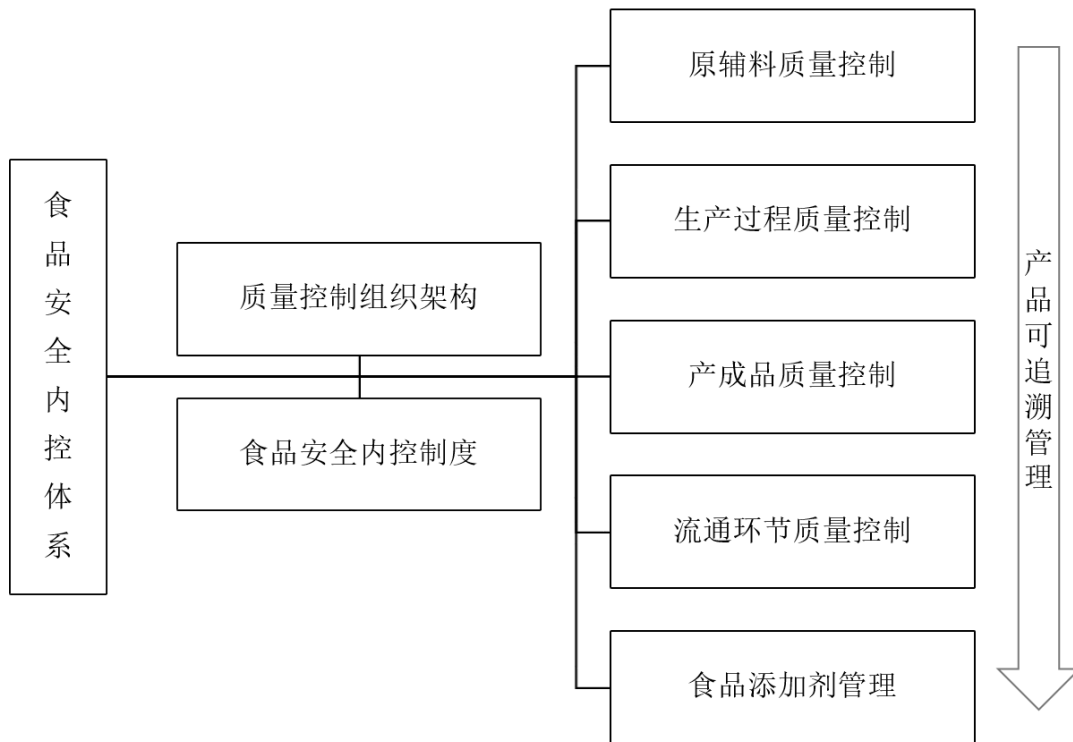 食品安全内控体系
质量控制组织架构
食品安全内控制度
原辅料质量控制
生产过程质量控制
产成品质量控制
流通环节质量控制
食品添加剂管理
产品可追溯管理